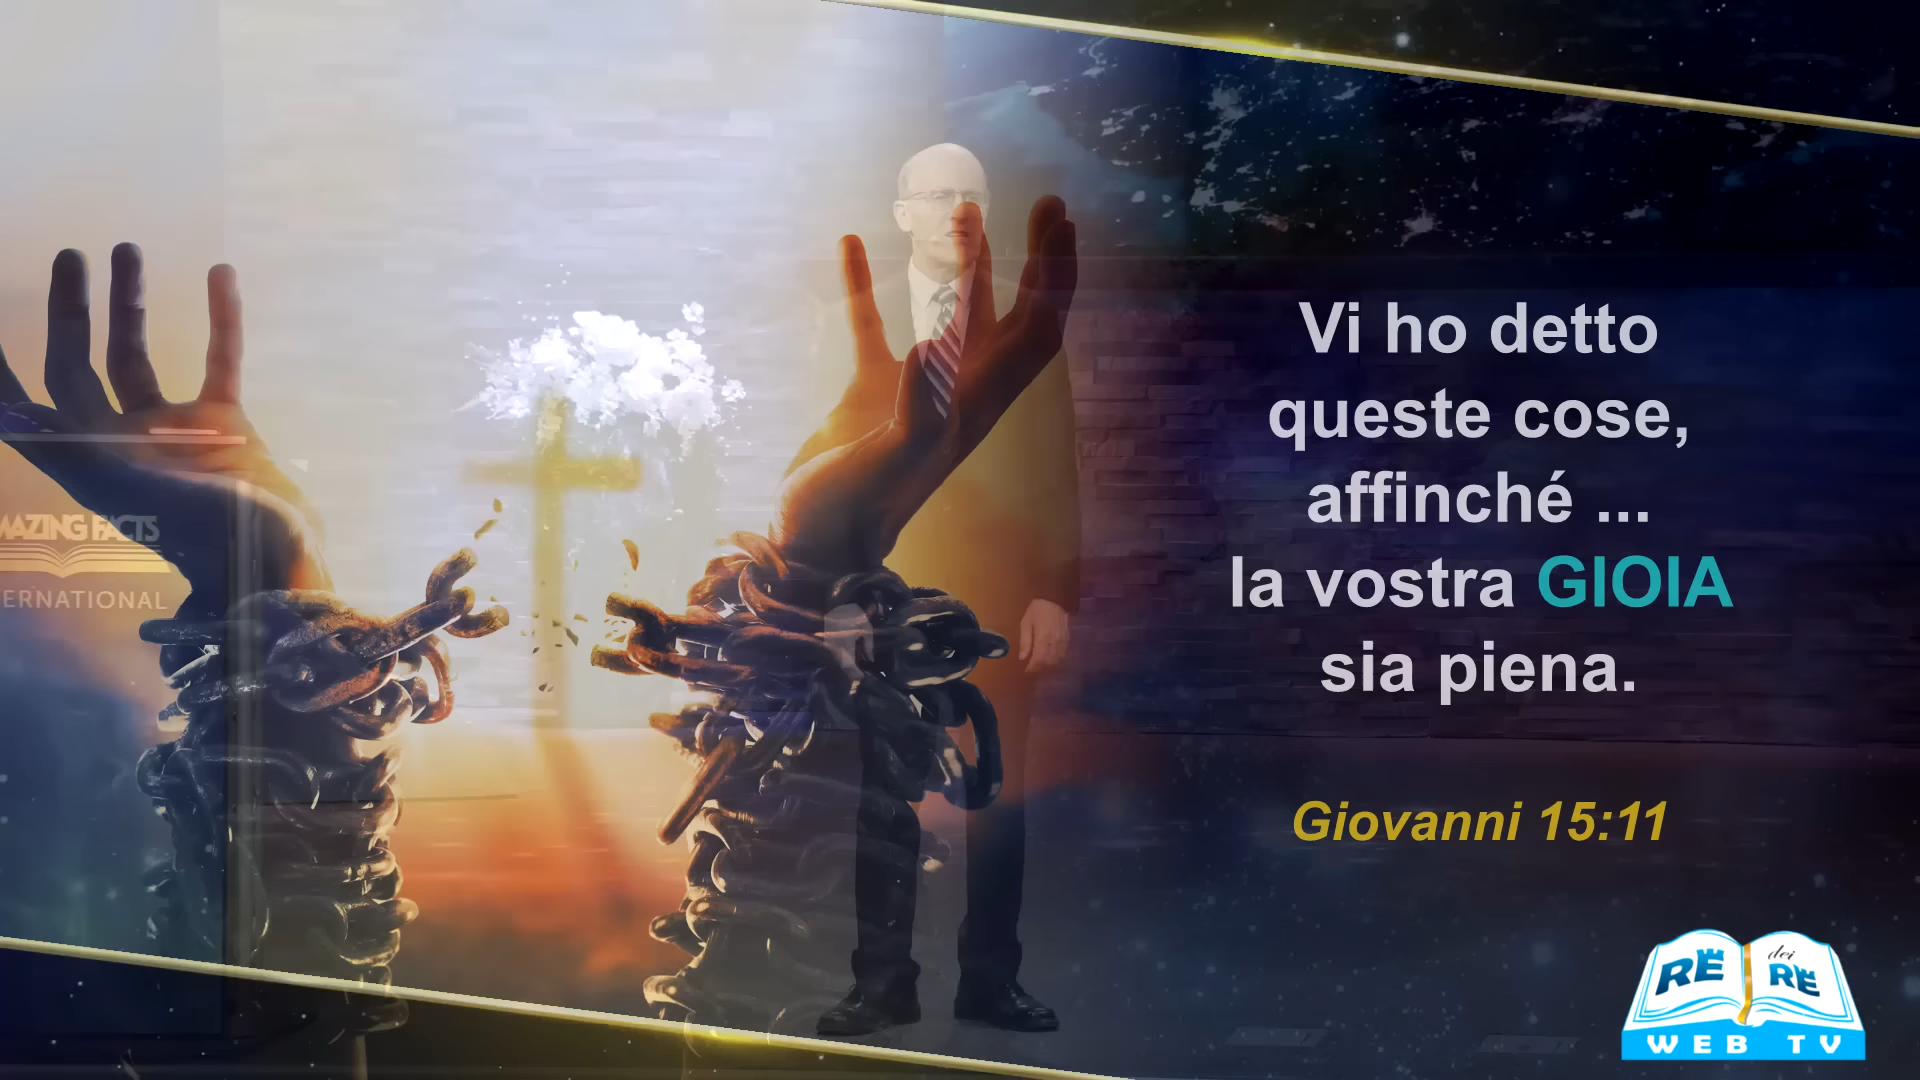 Vi ho detto
queste cose,
affinché ...
la vostra GIOIA
sia piena.
Giovanni 15:11
MAZING FACTS
ERNATIONAL
RE dei RE
WEB TV